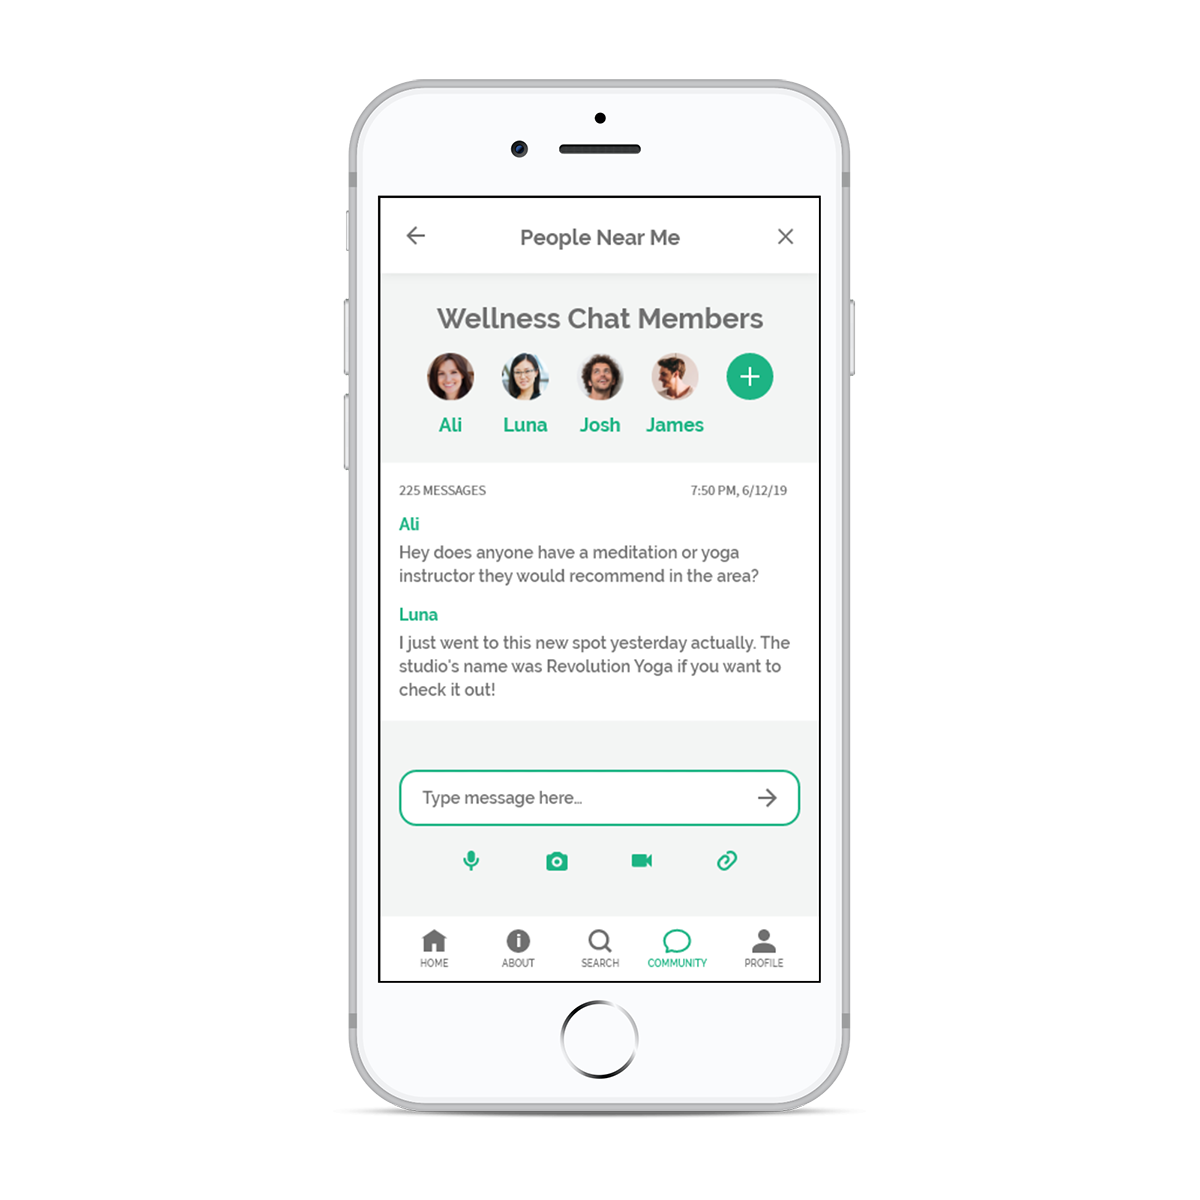 People Near Me
Wellness Chat Members
Ali
Luna
Josh
James
225 MESSAGES
7:50 PM, 6/12/19
Ali
Hey does anyone have a meditation or yoga
instructor they would recommend in the area?
Luna
I just went to this new spot yesterday actually. The
studio's name was Revolution Yoga if you want to
check it out!
Type message here...
HOME
ABOUT
SEARCH
COMMUNITY
PROFILE